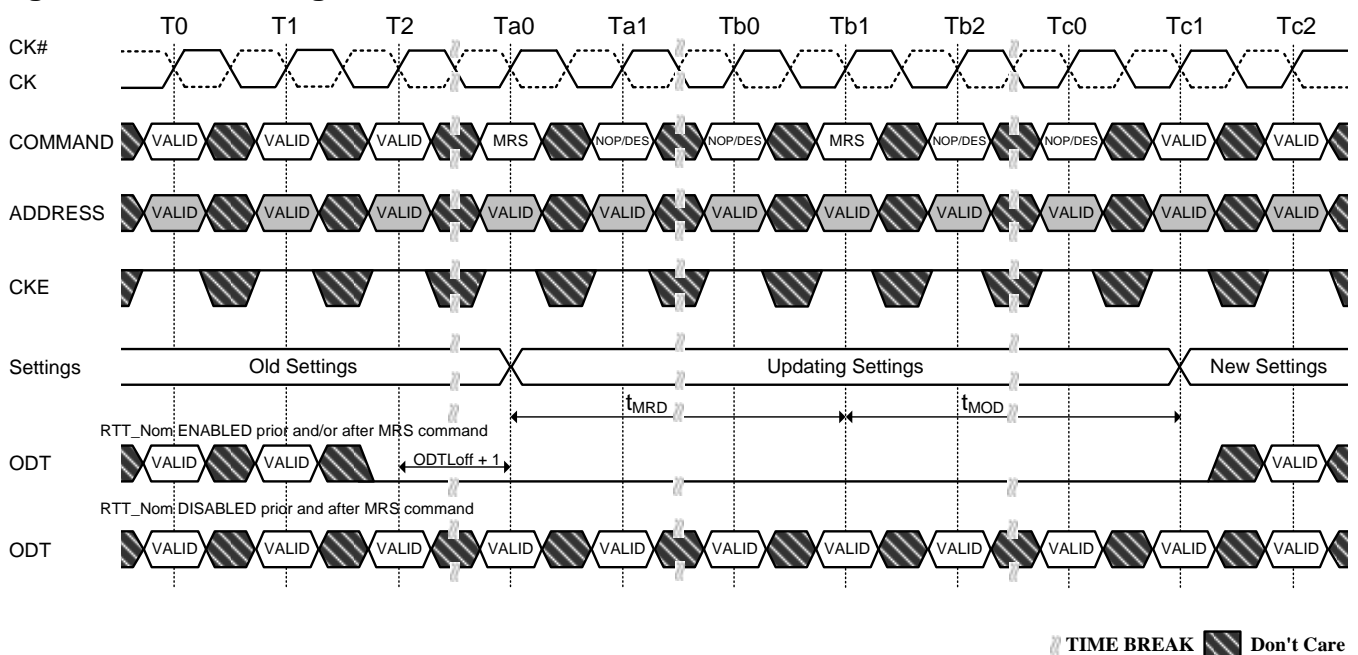 T0 T1 T2 Ta0 Ta1 Tb0 Tb1 Tb2 Tc0 Tc1 Tc2
CK#
CK
COMMAND VALID VALID VALID MRS NOP/DES NOP/DES MRS NOP/DES NOP/DES VALID VALID
ADDRESS VALID VALID VALID VALID VALID VALID VALID VALID VALID VALID VALID
CKE
Settings Old Settings Updating Settings New Settings
tMRD tMOD
RTT_Nom ENABLED prior and/or after MRS command
ODT VALID VALID ODTLoff + 1 VALID
RTT_Nom DISABLED prior and after MRS command
ODT VALID VALID VALID VALID VALID VALID VALID VALID VALID VALID VALID
TIME BREAK Don't Care